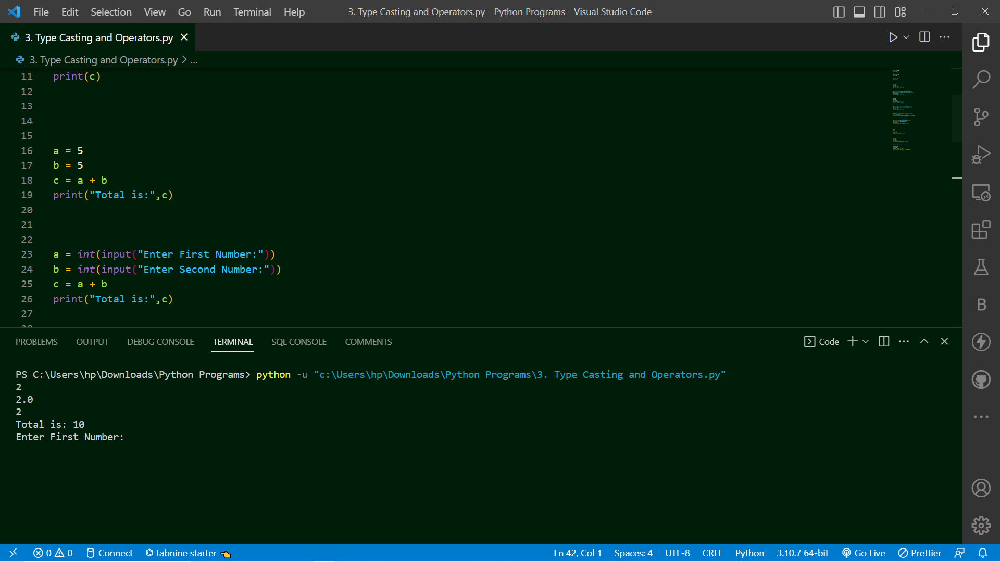 File Edit Selection View Go Run Terminal Help
3. Type Casting and Operators.py - Python Programs - Visual Studio Code
3. Type Casting and Operators.py
3. Type Casting and Operators.py > ...
11 print(c)
12
13
14
15
16 a = 5
17 b = 5
18 c = a + b
19 print("Total is:",c)
20
21
22
23 a = int(input("Enter First Number:"))
24 b = int(input("Enter Second Number:"))
25 c = a + b
26 print("Total is:",c)
27
28
PROBLEMS OUTPUT DEBUG CONSOLE TERMINAL SQL CONSOLE COMMENTS
Code
PS C:\Users\hp\Downloads\Python Programs> python -u "c:\Users\hp\Downloads\Python Programs\3. Type Casting and Operators.py"
2
2.0
2
Total is: 10
Enter First Number:
B
0 0 Connect tabnine starter
Ln 42, Col 1 Spaces: 4 UTF-8 CRLF Python 3.10.7 64-bit Go Live Prettier